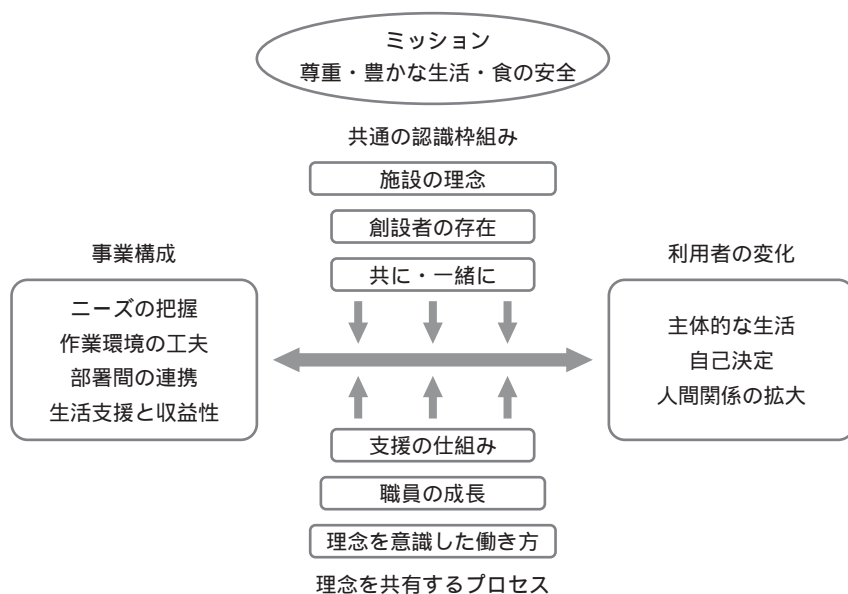 ミッション
尊重・豊かな生活・食の安全
共通の認識枠組み
施設の理念
創設者の存在
共に・一緒に
事業構成
ニーズの把握
作業環境の工夫
部署間の連携
生活支援と収益性
利用者の変化
主体的な生活
自己決定
人間関係の拡大
支援の仕組み
職員の成長
理念を意識した働き方
理念を共有するプロセス